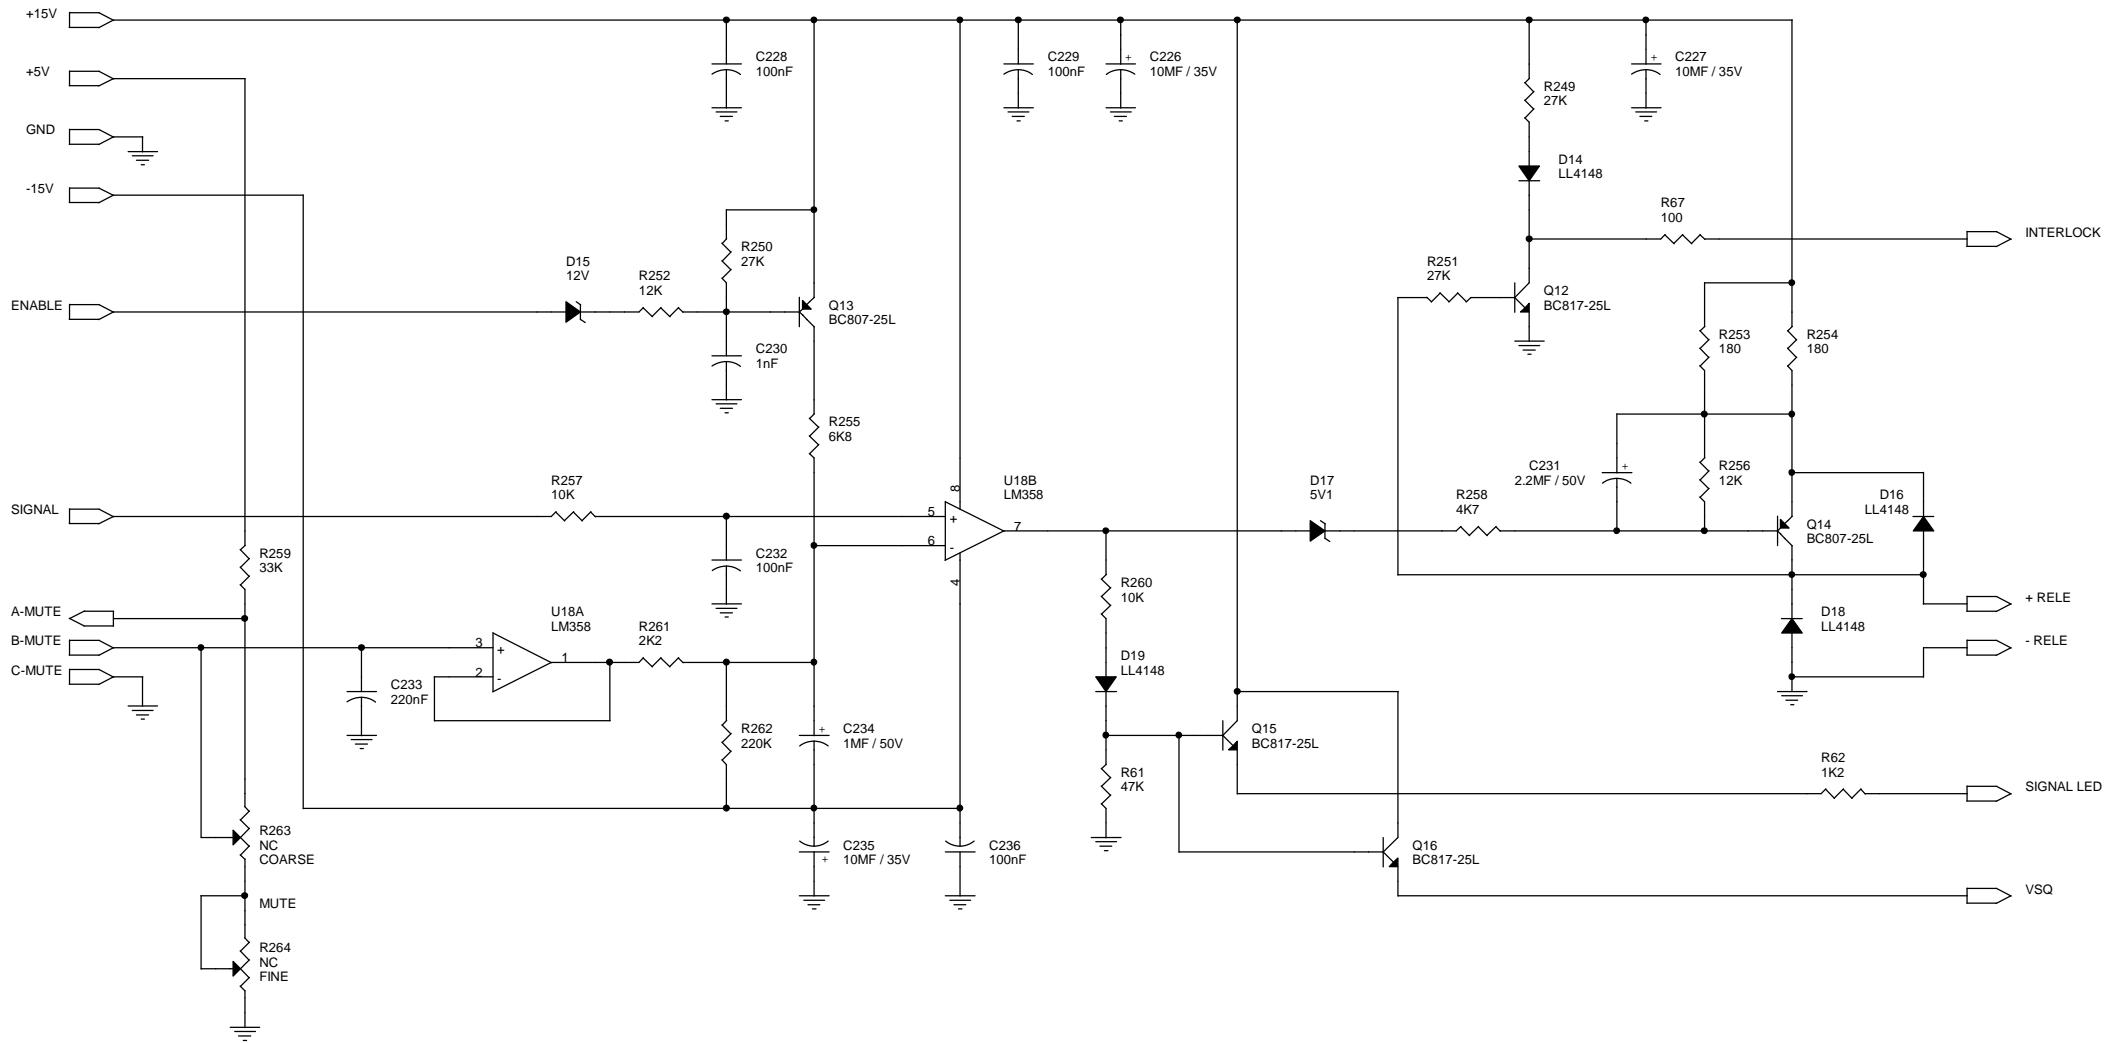 +15V
+5V
GND
-15V
ENABLE
SIGNAL
A-MUTE
B-MUTE
C-MUTE
C228
100nF
C229
100nF
C226
10MF / 35V
C227
10MF / 35V
+
+
R249
27K
D14
LL4148
R67
100
INTERLOCK
R250
27K
D15
12V
R252
12K
Q13
BC807-25L
C230
1nF
R251
27K
Q12
BC817-25L
R253
180
R254
180
R255
6K8
R257
10K
U18B
LM358
8
5
+
6
-
7
4
D17
5V1
R258
4K7
C231
2.2MF / 50V
+
R256
12K
D16
LL4148
Q14
BC807-25L
C232
100nF
R259
33K
R260
10K
+ RELE
D18
LL4148
- RELE
U18A
LM358
3
+
2
-
1
R261
2K2
D19
LL4148
C233
220nF
R262
220K
C234
1MF / 50V
+
Q15
BC817-25L
R61
47K
R62
1K2
SIGNAL LED
R263
NC
COARSE
C235
10MF / 35V
+
C236
100nF
Q16
BC817-25L
VSQ
MUTE
R264
NC
FINE